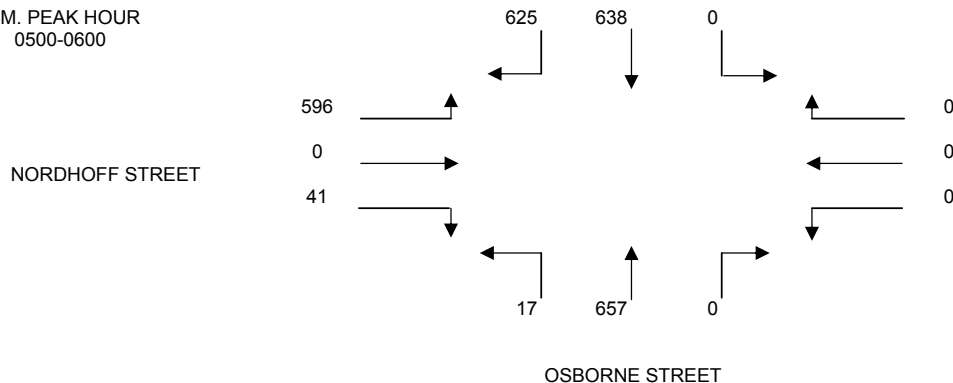 M. PEAK HOUR
0500-0600
625 638 0
596 0
0 0
NORDHOFF STREET
41 0
17 657 0
OSBORNE STREET